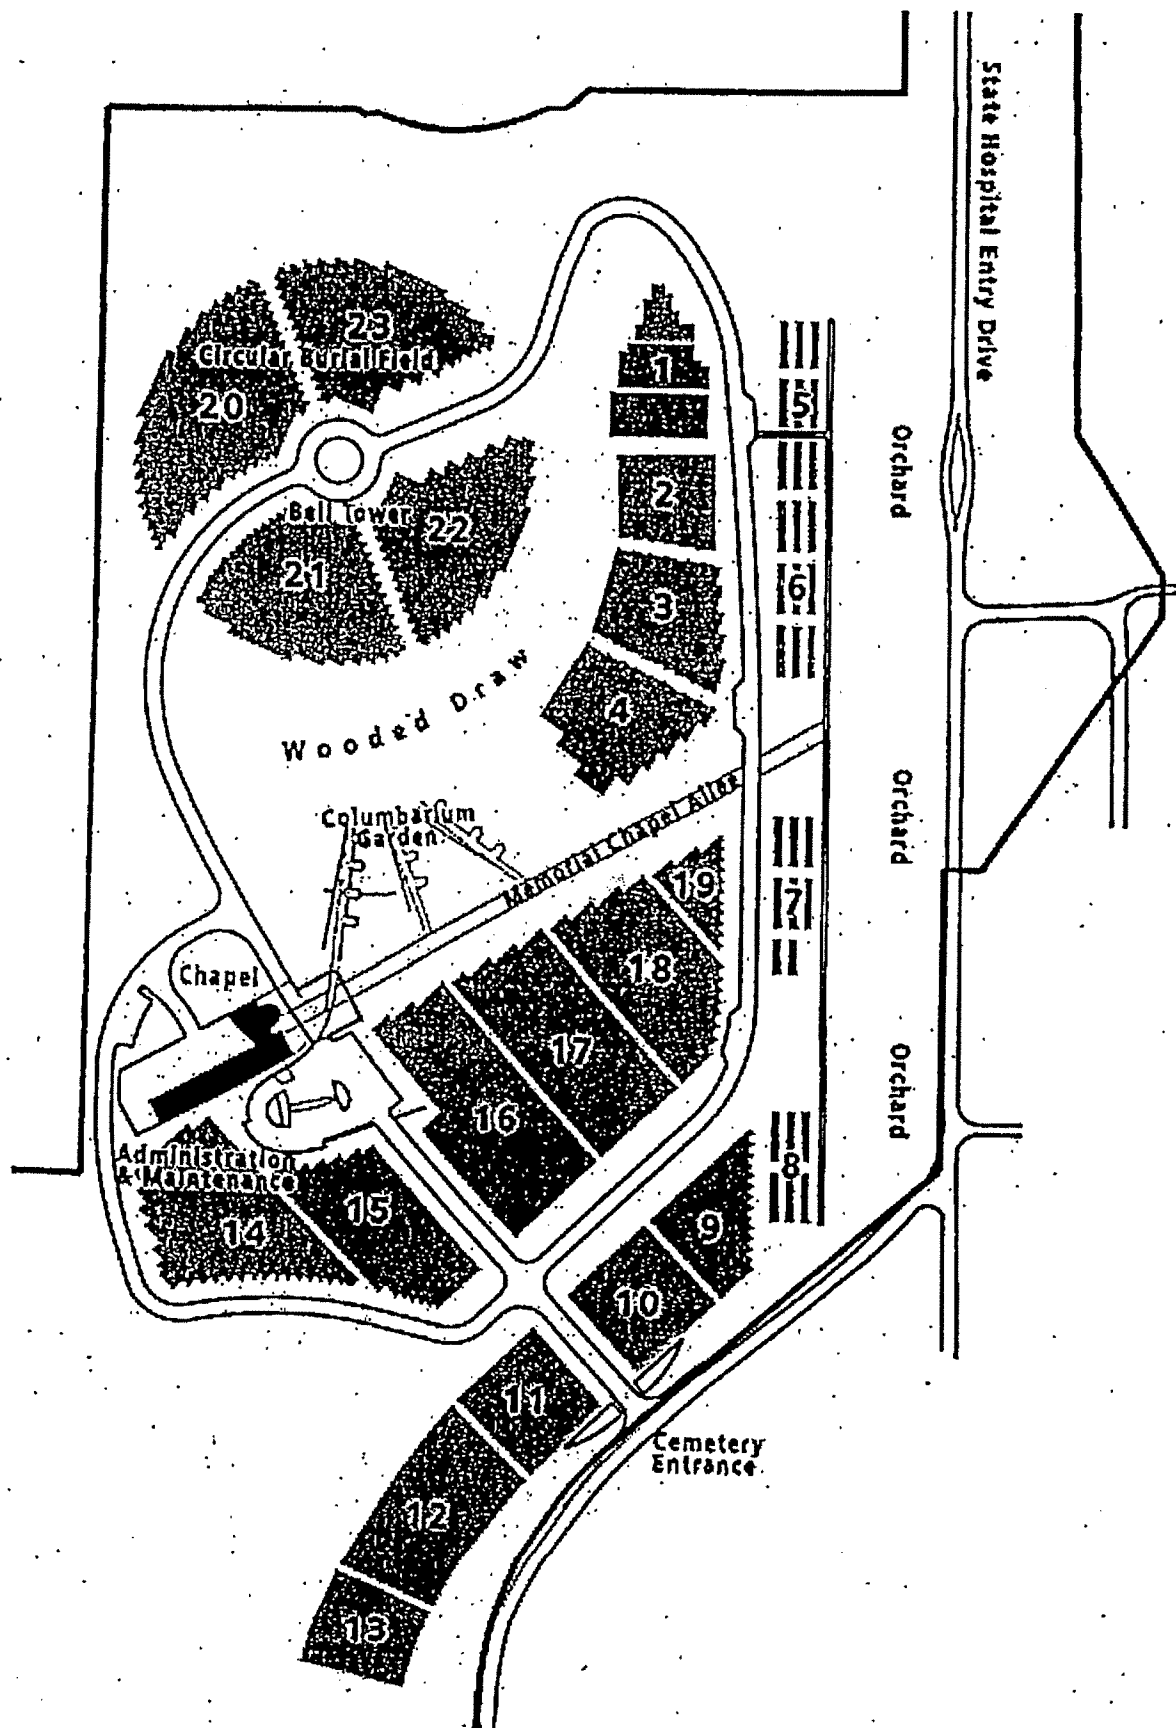 State Hospital Entry Drive
23
Circular Burial Field
20
1
5
Orchard
2
Bell Tower
22
21
6
3
4
Wooded Draw
Orchard
Columbarium
Garden
Memorial Chapel Allee
19
7
18
Chapel
17
Orchard
16
8
Administration
& Maintenance
15
14
9
10
11
Cemetery
Entrance
12
13